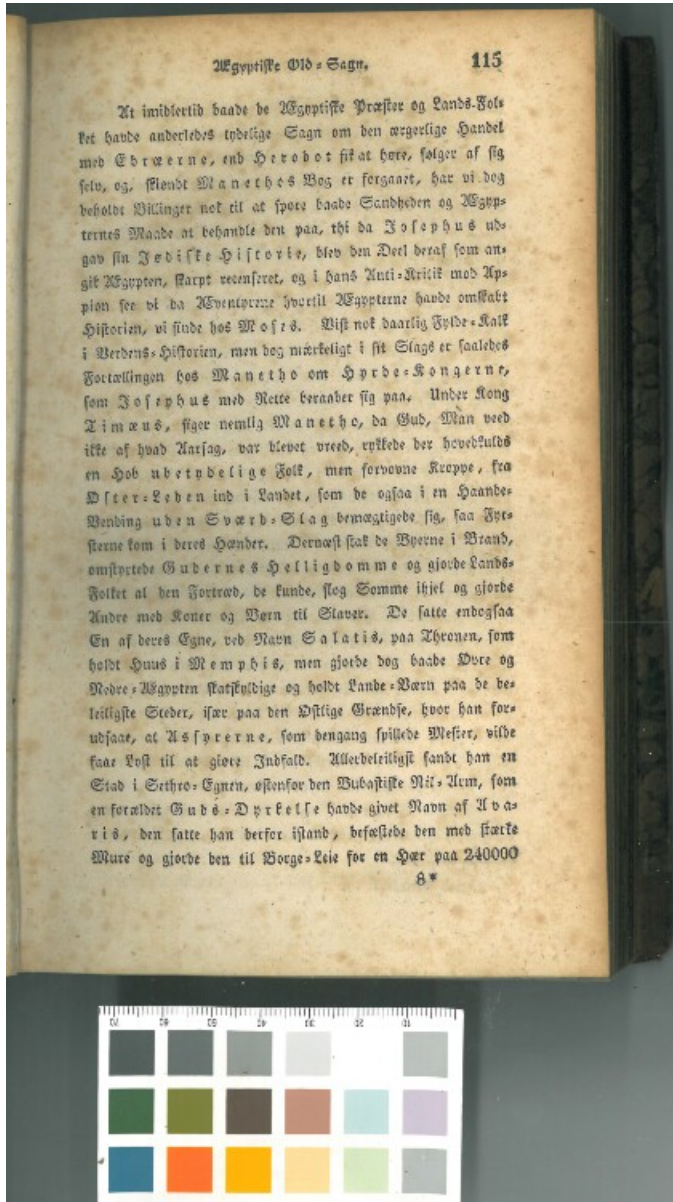 Ægyptiske Old=Sagn. 115
At imidlertid baade de Ægyptiske Præster og Lands-Fol=
ket havde anderledes tydelige Sagn om den ærgerlige Handel
med Ebræerne, end Herodot fik at høre, følger af sig
selv, og, skiøndt Manethos Bog er forgaaet, har vi dog
beholdt Billinger nok til at spore baade Sandheden og Ægyp=
ternes Maade at behandle den paa, thi da Josephus ud=
gav sin Jødiske Historie, blev den Deel deraf som an=
gik Ægypten, skarpt recenseret, og i hans Anti=Kritik mod Ap=
pion see vi da Æventyrene hvortil Ægypterne havde omskabt
Historien, vi finde hos Moses. Vist nok daarlig Fylde=Kalk
i Verdens=Historien, men dog mærkeligt i sit Slags er saaledes
Fortællingen hos Manetho om Hyrde=Kongerne,
som Josephus med Rette beraaber sig paa. Under Kong
Timæus, siger nemlig Manetho, da Gud, Man veed
ikke af hvad Aarsag, var blevet vreed, rykkede der hovedkulds
en Hob ubetydelige Folk, men forvovne Kroppe, fra
Øster=Leden ind i Landet, som de ogsaa i en Haande=
Vending uden Sværd=Slag bemægtigede sig, saa Fyr=
sterne kom i deres Hænder. Dernæst stak de Byerne i Brand,
omstyrtede Gudernes Helligdomme og gjorde Lands=
Folket al den Fortræd, de kunde, slog Somme ihjel og gjorde
Andre med Koner og Børn til Slaver. De satte endogsaa
En af deres Egne, ved Navn Salatis, paa Thronen, som
holdt Huus i Memphis, men gjorde dog baade Øvre og
Nedre=Ægypten skatskyldige og holdt Lande=Værn paa de be=
leiligste Steder, især paa den Østlige Grændse, hvor han for=
udsaae, at Assyrerne, som dengang spillede Mester, vilde
faae Lyst til at giøre Indfald. Allerbeleiligst fandt han en
Stad i Sethro=Egnen, østenfor den Bubastiske Nil=Arm, som
en forældet Guds=Dyrkelse havde givet Navn af Ava=
ris, den satte han derfor istand, befæstede den med stærke
Mure og gjorde den til Borge=Leie for en Hær paa 240000
8*
70 60 50 40 30 20 10